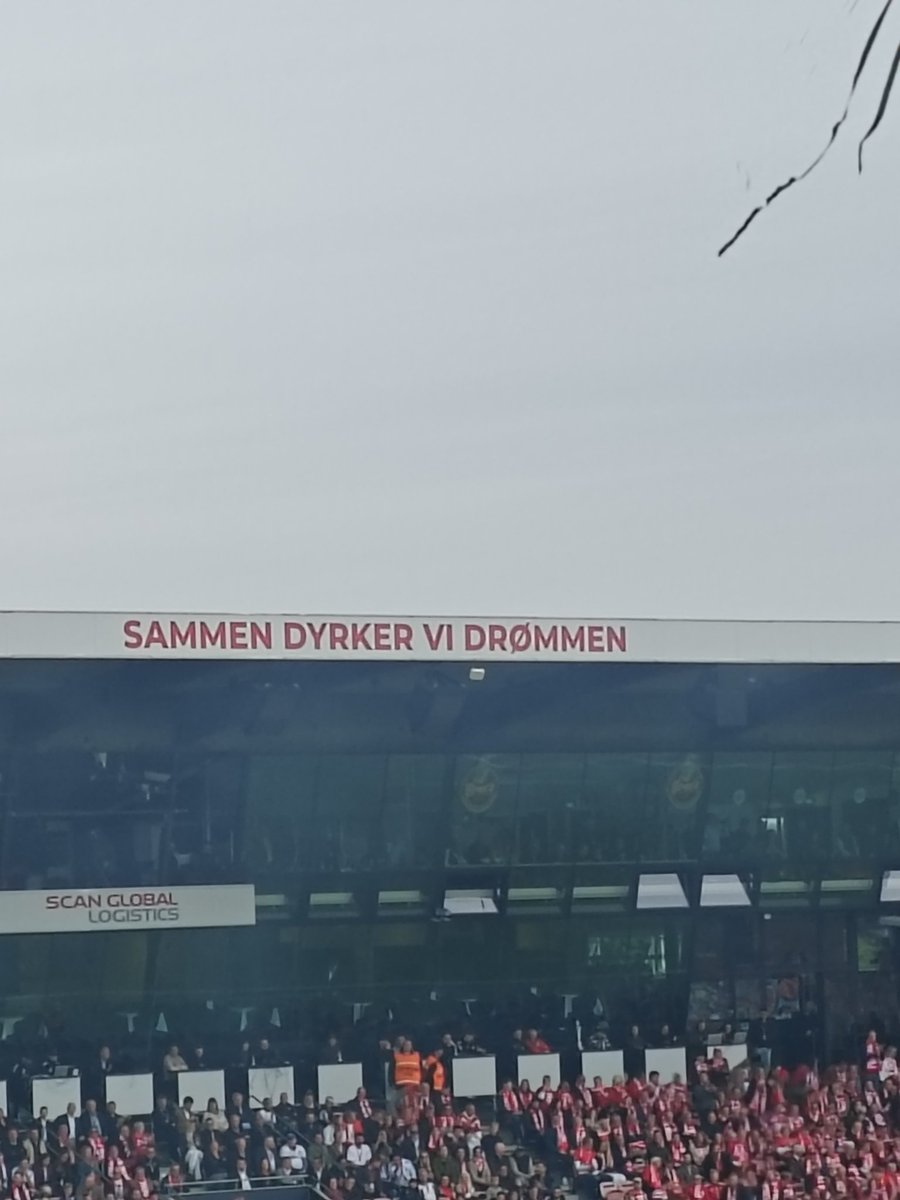 SAMMEN DYRKER VI DRØMMEN
SCAN GLOBAL
LOGISTICS